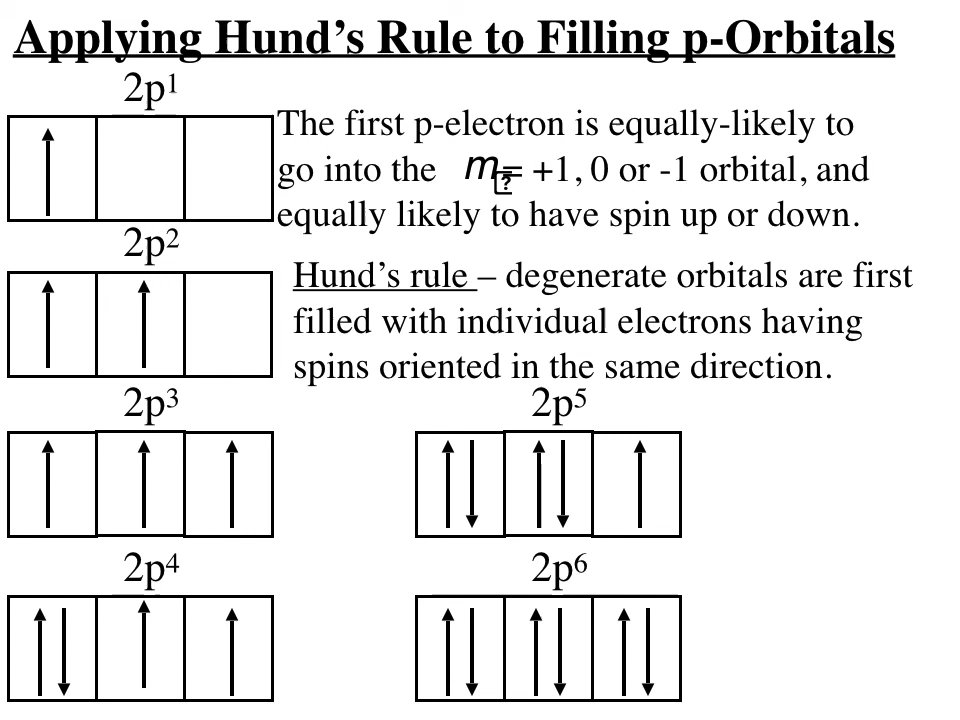 Applying Hund’s Rule to Filling p-Orbitals
2p¹
The first p-electron is equally-likely to
go into the m = +1, 0 or -1 orbital, and
equally likely to have spin up or down.
2p²
Hund’s rule – degenerate orbitals are first
filled with individual electrons having
spins oriented in the same direction.
2p³
2p⁵
2p⁴
2p⁶